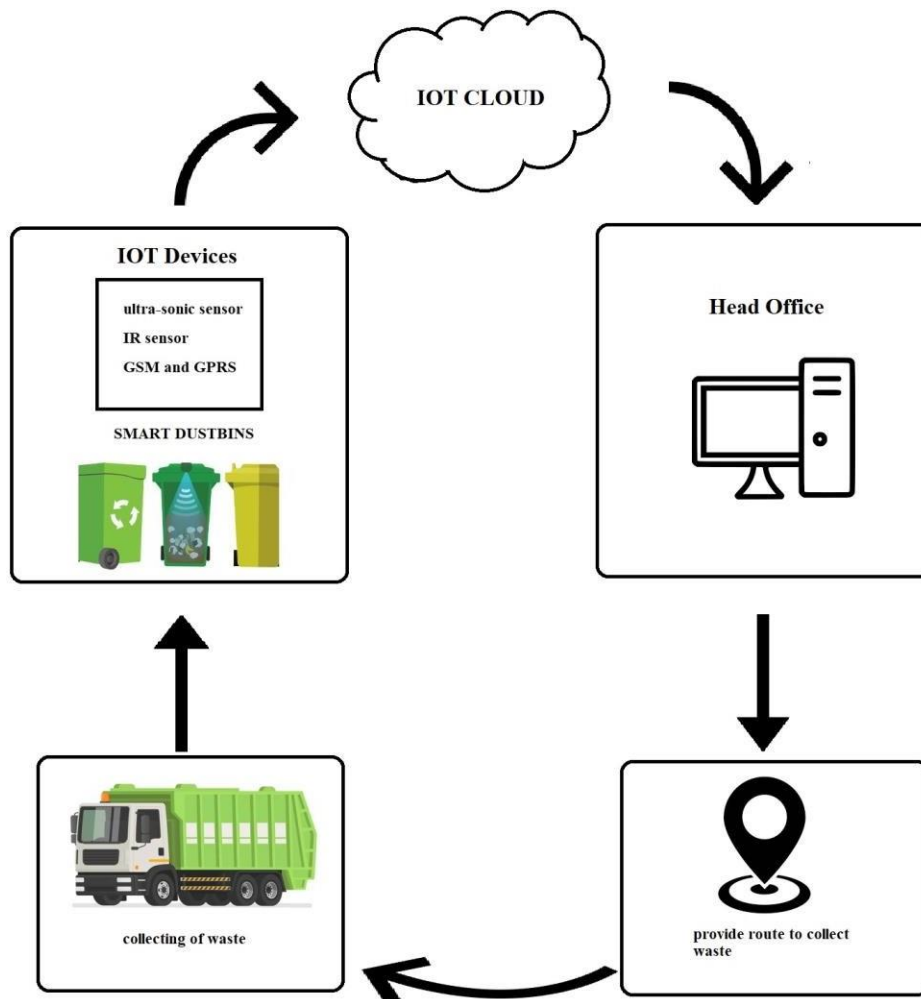 IOT CLOUD
IOT Devices
ultra-sonic sensor
IR sensor
GSM and GPRS
SMART DUSTBINS
Head Office
collecting of waste
provide route to collect
waste